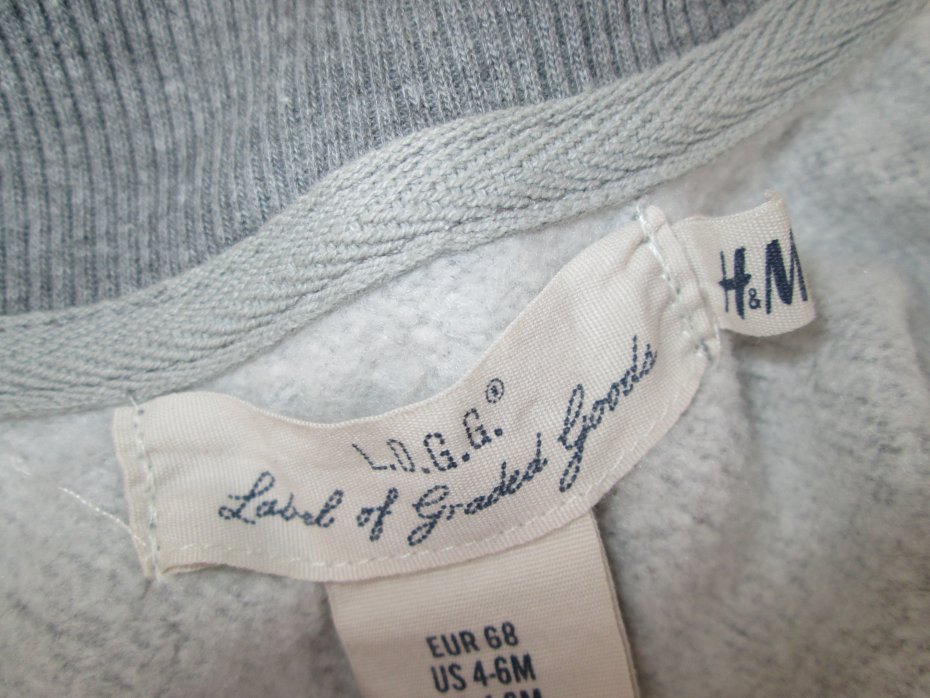 H&M
L.O.G.G.®
Label of Graded Goods
EUR 68
US 4-6M